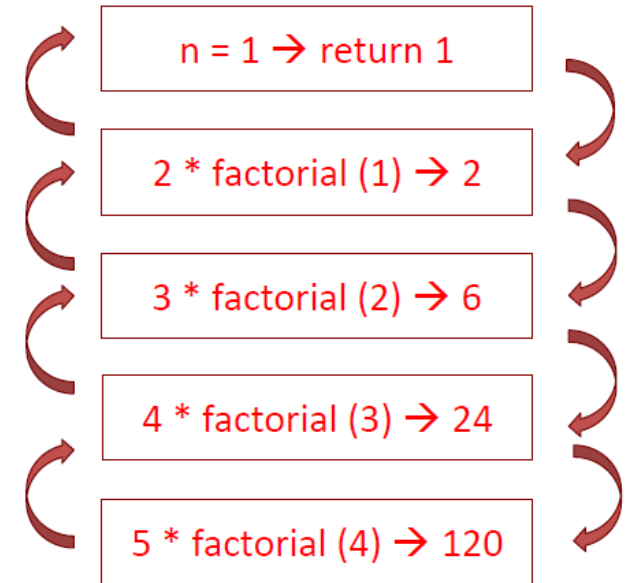 n = 1 → return 1
2 * factorial (1) → 2
3 * factorial (2) → 6
4 * factorial (3) → 24
5 * factorial (4) → 120